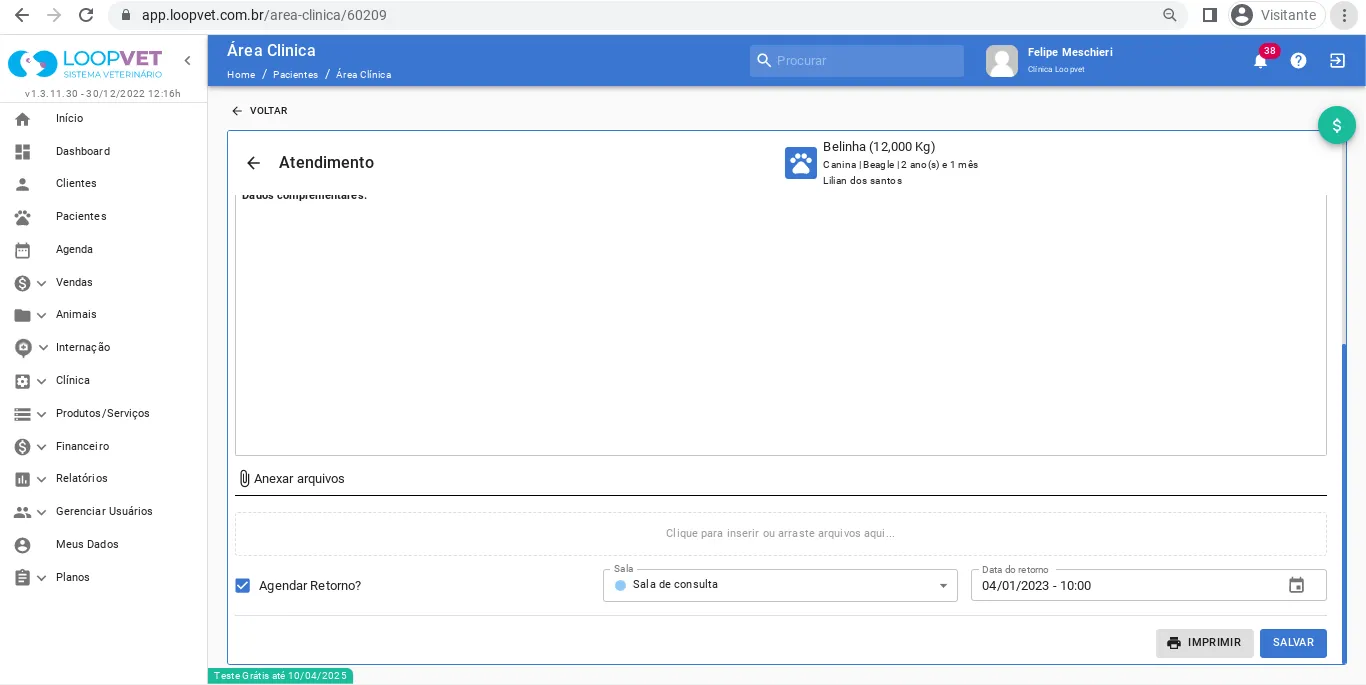 app.loopvet.com.br/area-clinica/60209
Visitante
LOOPVET
SISTEMA VETERINÁRIO
v1.3.11.30 - 30/12/2022 12:16h
Início
Dashboard
Clientes
Pacientes
Agenda
Vendas
Animais
Internação
Clínica
Produtos/Serviços
Financeiro
Relatórios
Gerenciar Usuários
Meus Dados
Planos
Área Clinica
Home / Pacientes / Área Clínica
Procurar
Felipe Meschieri
Clínica Loopvet
38
VOLTAR
$
Atendimento
Belinha (12,000 Kg)
Canina | Beagle | 2 ano(s) e 1 mês
Lilian dos santos
Dados complementares:
Anexar arquivos
Clique para inserir ou arraste arquivos aqui...
Agendar Retorno?
Sala
Sala de consulta
Data do retorno
04/01/2023 - 10:00
IMPRIMIR
SALVAR
Teste Grátis até 10/04/2025